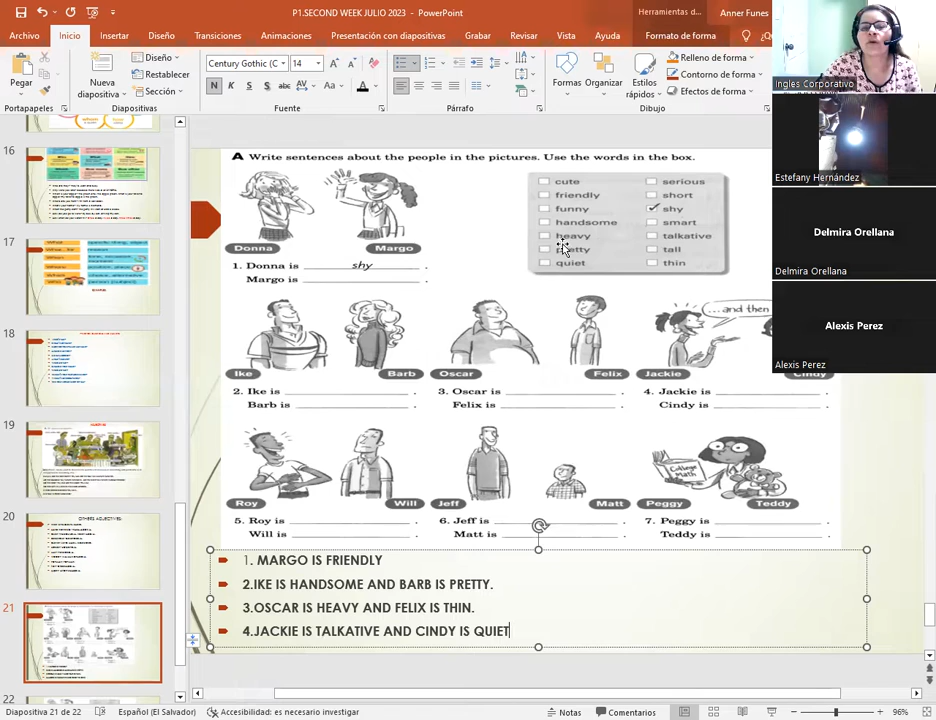 P1.SECOND WEEK JULIO 2023 - PowerPoint
Herramientas d...
Anner Funes
Archivo Inicio Insertar Diseño Transiciones Animaciones Presentación con diapositivas Grabar Revisar Vista Ayuda Formato de forma
Pegar
Nueva diapositiva
Diseño
Restablecer
Sección
Century Gothic (C
14
N K S S abc AV Aa A
Formas
Organizar
Estilos rápidos
Relleno de forma
Contorno de forma
Efectos de forma
Portapapeles Diapositivas Fuente Párrafo Dibujo
Ingles Corporativo
Estefany Hernández
Delmira Orellana
Delmira Orellana
Alexis Perez
Alexis Perez
16
17
18
19
20
OTHERS ADJECTIVES:
21
22
A Write sentences about the people in the pictures. Use the words in the box.
cute serious
friendly short
funny shy
handsome smart
heavy talkative
pretty tall
quiet thin
Donna Margo
1. Donna is shy .
Margo is .
...and then
Ike Barb Oscar Felix Jackie Cindy
2. Ike is . 3. Oscar is . 4. Jackie is
Barb is . Felix is . Cindy is
College Math
Roy Will Jeff Matt Peggy Teddy
5. Roy is . 6. Jeff is . 7. Peggy is .
Will is . Matt is . Teddy is .
1. MARGO IS FRIENDLY
2.IKE IS HANDSOME AND BARB IS PRETTY.
3.OSCAR IS HEAVY AND FELIX IS THIN.
4.JACKIE IS TALKATIVE AND CINDY IS QUIET
Diapositiva 21 de 22 Español (El Salvador) Accesibilidad: es necesario investigar Notas Comentarios 96%